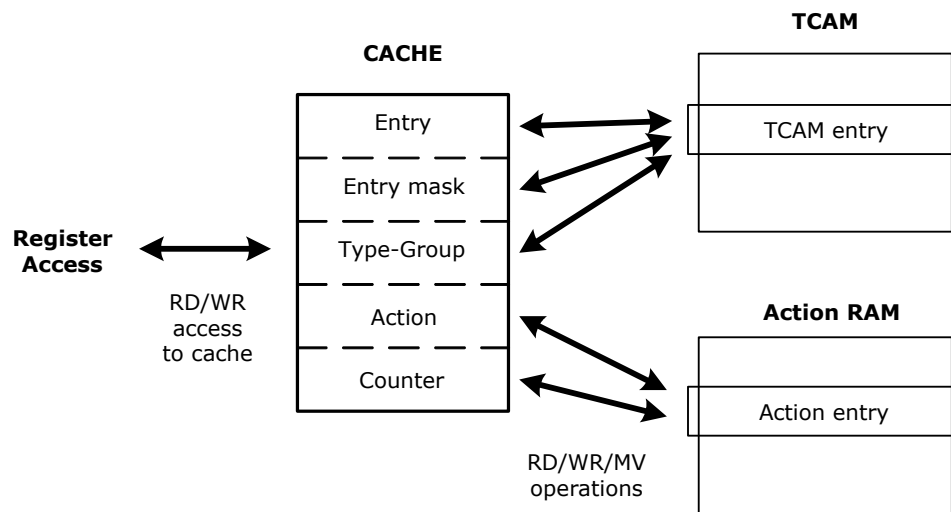 TCAM
CACHE
Entry
TCAM entry
Entry mask
Register
Access
Type-Group
RD/WR
access
to cache
Action
Action RAM
Counter
Action entry
RD/WR/MV
operations